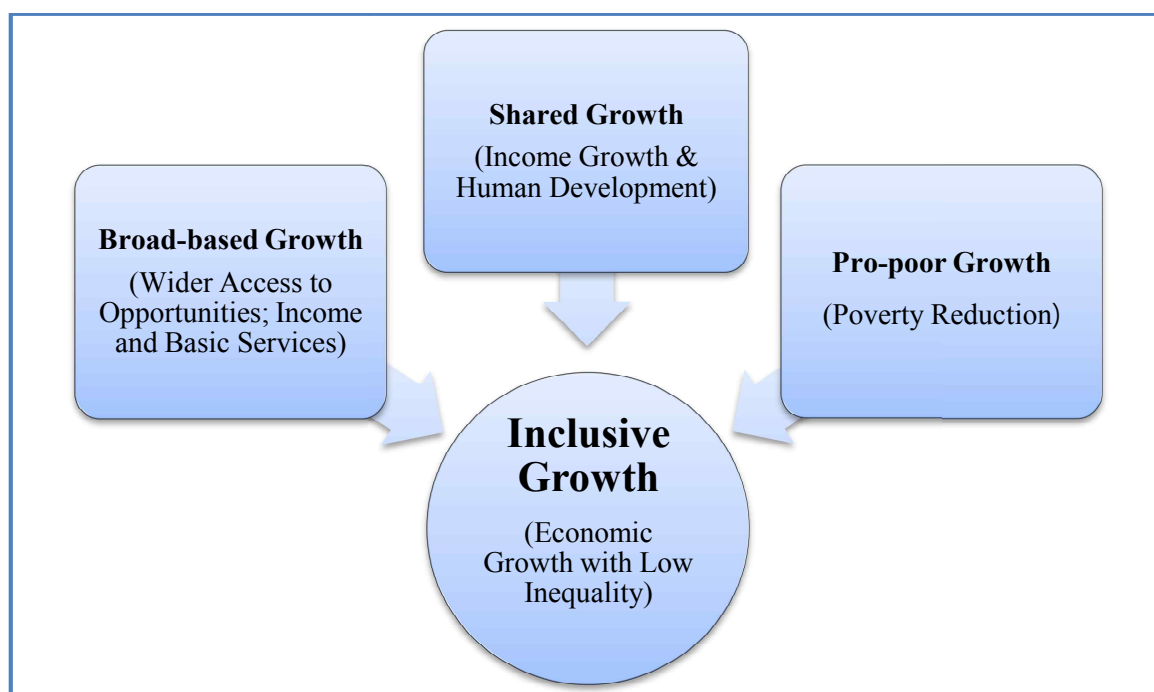 Shared Growth
(Income Growth &
Human Development)
Broad-based Growth
(Wider Access to
Opportunities; Income
and Basic Services)
Pro-poor Growth
(Poverty Reduction)
Inclusive
Growth
(Economic
Growth with Low
Inequality)